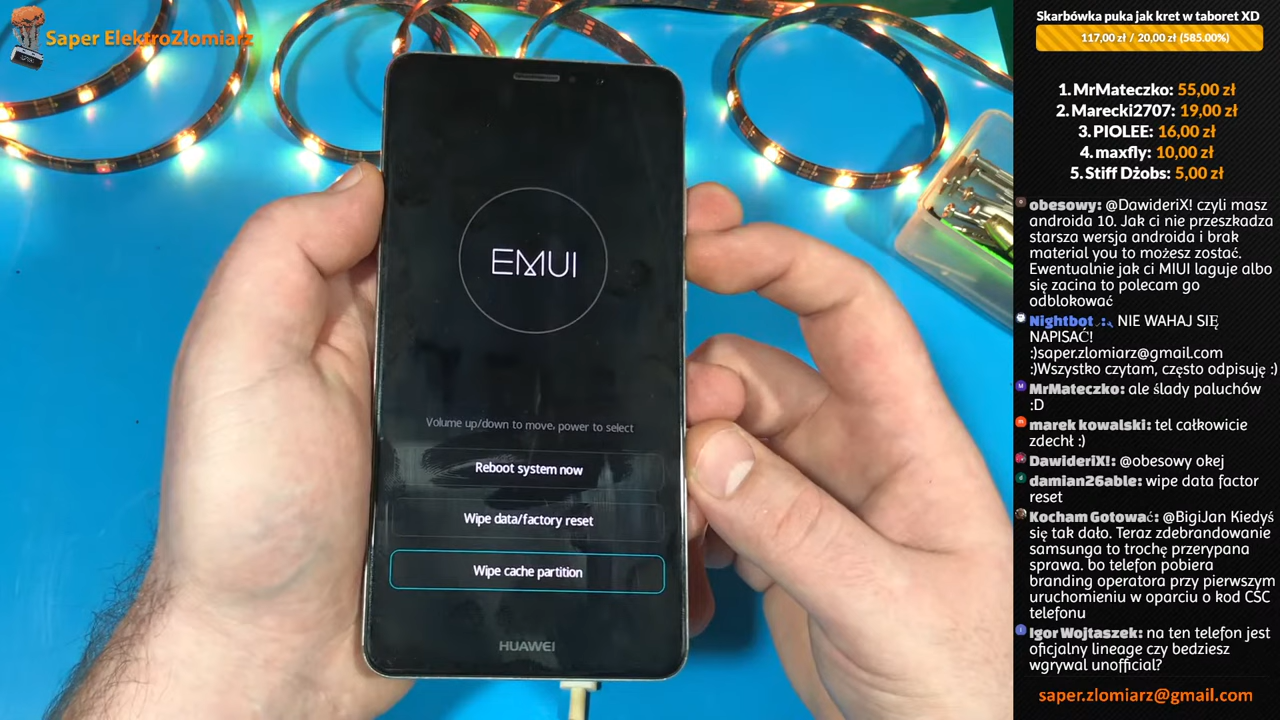 Saper ElektroZłomiarz
EMUI
Volume up/down to move, power to select
Reboot system now
Wipe data/factory reset
Wipe cache partition
HUAWEI
Skarbówka puka jak kret w taboret XD
117,00 zł / 20,00 zł (585.00%)
1. MrMateczko: 55,00 zł
2. Marecki2707: 19,00 zł
3. PIOLEE: 16,00 zł
4. maxfly: 10,00 zł
5. Stiff Dżobs: 5,00 zł
obesowy: @DawideriX! czyli masz
androida 10. Jak ci nie przeszkadza
starsza wersja androida i brak
material you to możesz zostać.
Ewentualnie jak ci MIUI laguje albo
się zacina to polecam go
odblokować
Nightbot: NIE WAHAJ SIĘ
NAPISAĆ!
:)saper.zlomiarz@gmail.com
:)Wszystko czytam, często odpisuję :)
MrMateczko: ale ślady paluchów
:D
marek kowalski: tel całkowicie
zdechł :)
DawideriX!: @obesowy okej
damian26able: wipe data factor
reset
Kocham Gotować: @BigiJan Kiedyś
się tak dało. Teraz zdebrandowanie
samsunga to trochę przerypana
sprawa. bo telefon pobiera
branding operatora przy pierwszym
uruchomieniu w oparciu o kod CSC
telefonu
Igor Wojtaszek: na ten telefon jest
oficjalny lineage czy bedziesz
wgrywal unofficial?
saper.zlomiarz@gmail.com